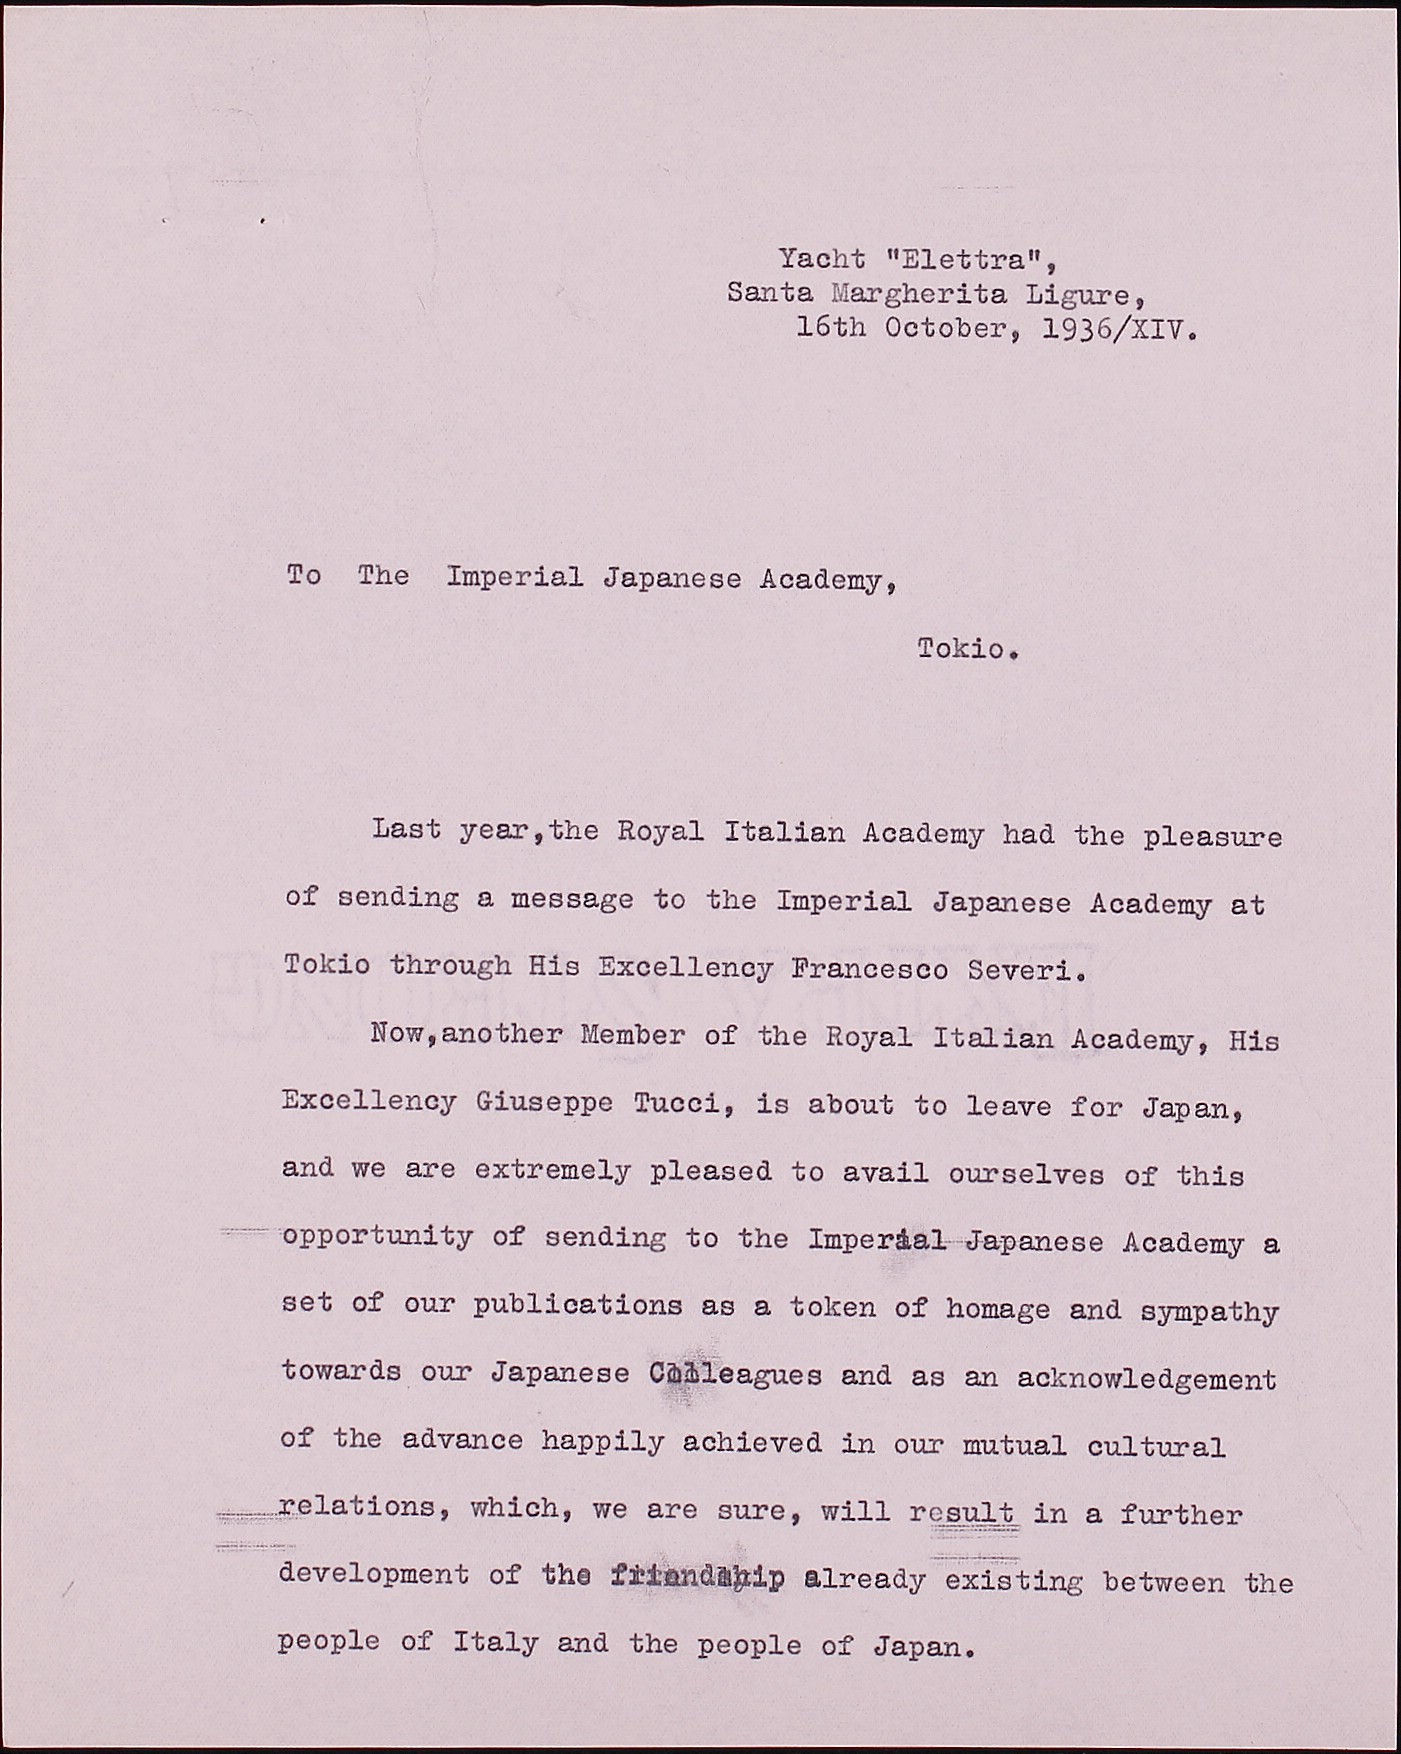 Yacht "Elettra",
Santa Margherita Ligure,
16th October, 1936/XIV.
To The Imperial Japanese Academy,
Tokio.
Last year,the Royal Italian Academy had the pleasure
of sending a message to the Imperial Japanese Academy at
Tokio through His Excellency Francesco Severi.
Now,another Member of the Royal Italian Academy, His
Excellency Giuseppe Tucci, is about to leave for Japan,
and we are extremely pleased to avail ourselves of this
opportunity of sending to the Imperial Japanese Academy a
set of our publications as a token of homage and sympathy
towards our Japanese Colleagues and as an acknowledgement
of the advance happily achieved in our mutual cultural
relations, which, we are sure, will result in a further
development of the friendship already existing between the
people of Italy and the people of Japan.